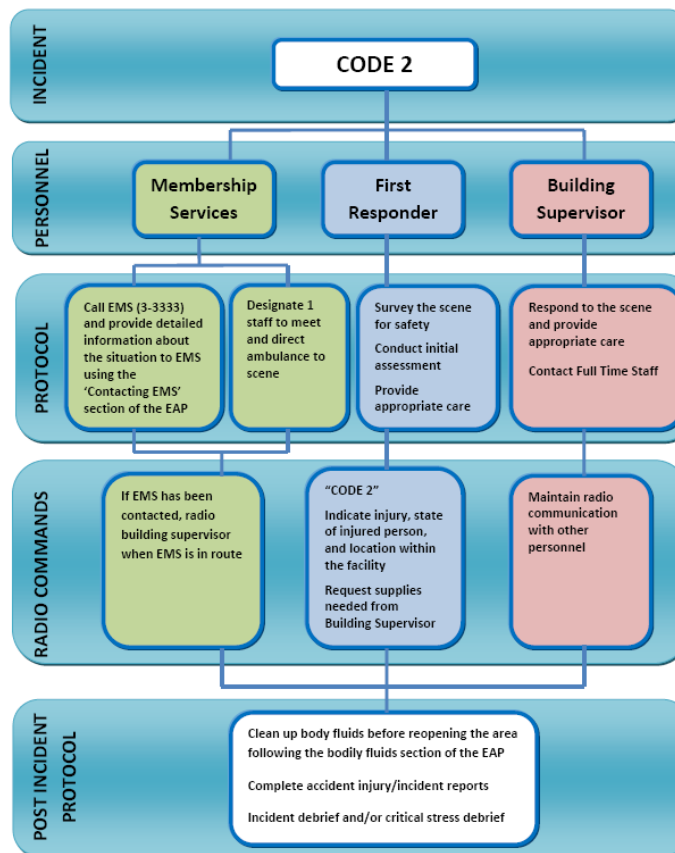 INCIDENT
CODE 2
PERSONNEL
Membership
Services
First
Responder
Building
Supervisor
PROTOCOL
Call EMS (3-3333)
and provide detailed
information about
the situation to EMS
using the
‘Contacting EMS’
section of the EAP
Designate 1
staff to meet
and direct
ambulance to
scene
Survey the scene
for safety
Conduct initial
assessment
Provide
appropriate care
Respond to the scene
and provide
appropriate care
Contact Full Time Staff
RADIO COMMANDS
If EMS has been
contacted, radio
building supervisor
when EMS is in route
“CODE 2”
Indicate injury, state
of injured person,
and location within
the facility
Request supplies
needed from
Building Supervisor
Maintain radio
communication
with other
personnel
POST INCIDENT
PROTOCOL
Clean up body fluids before reopening the area
following the bodily fluids section of the EAP
Complete accident injury/incident reports
Incident debrief and/or critical stress debrief